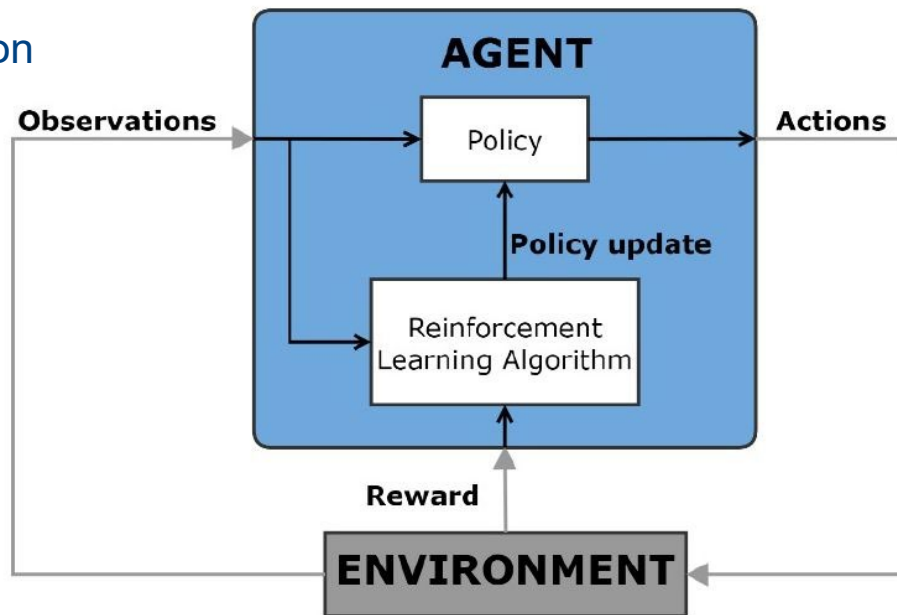 on
AGENT
Observations
Policy
Actions
Policy update
Reinforcement
Learning Algorithm
Reward
ENVIRONMENT